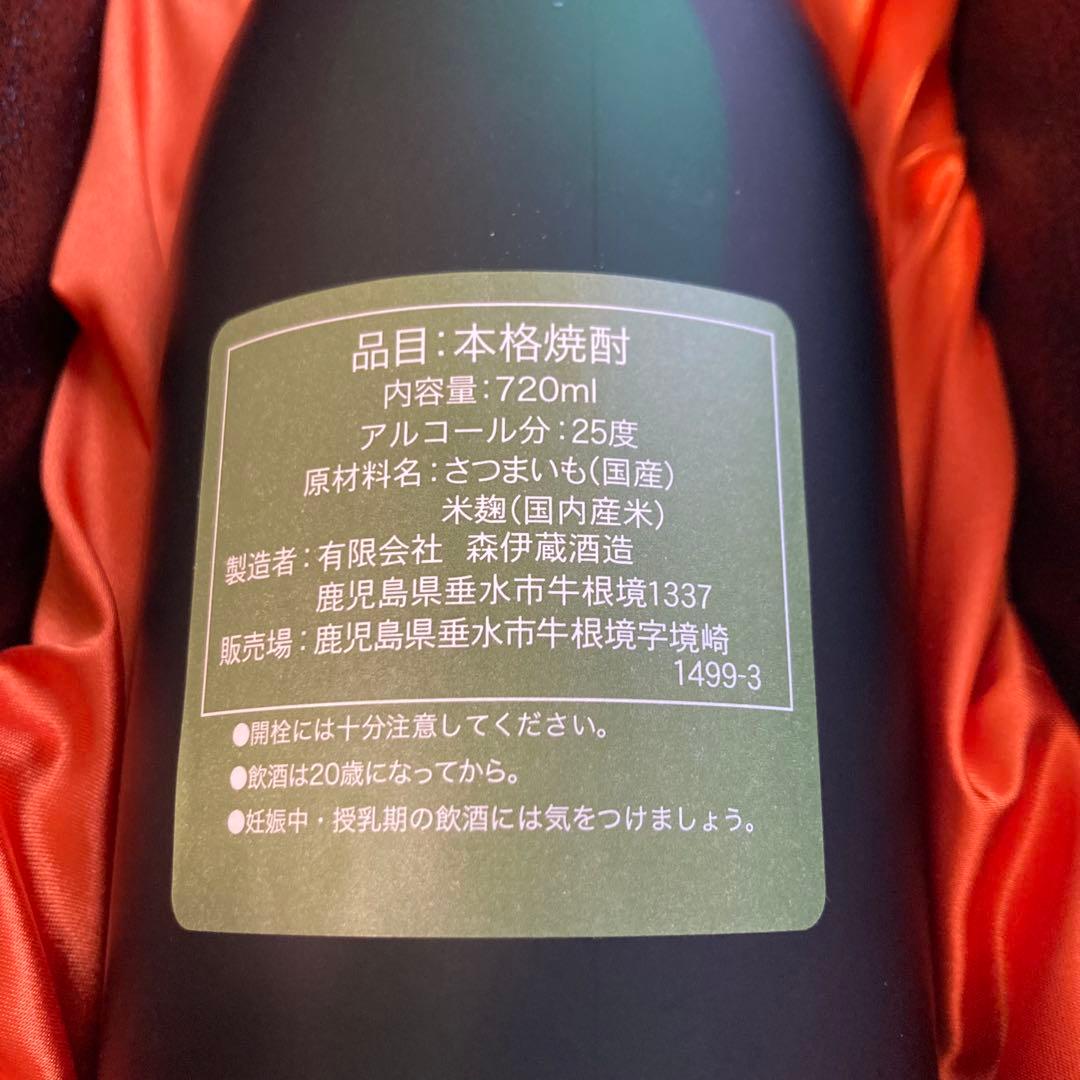 品目：本格焼酎
内容量：720ml
アルコール分：25度
原材料名：さつまいも(国産)
米麹(国内産米)
製造者：有限会社 森伊蔵酒造
鹿児島県垂水市牛根境1337
販売場：鹿児島県垂水市牛根境字境崎
1499-3
●開栓には十分注意してください。
●飲酒は20歳になってから。
●妊娠中・授乳期の飲酒には気をつけましょう。